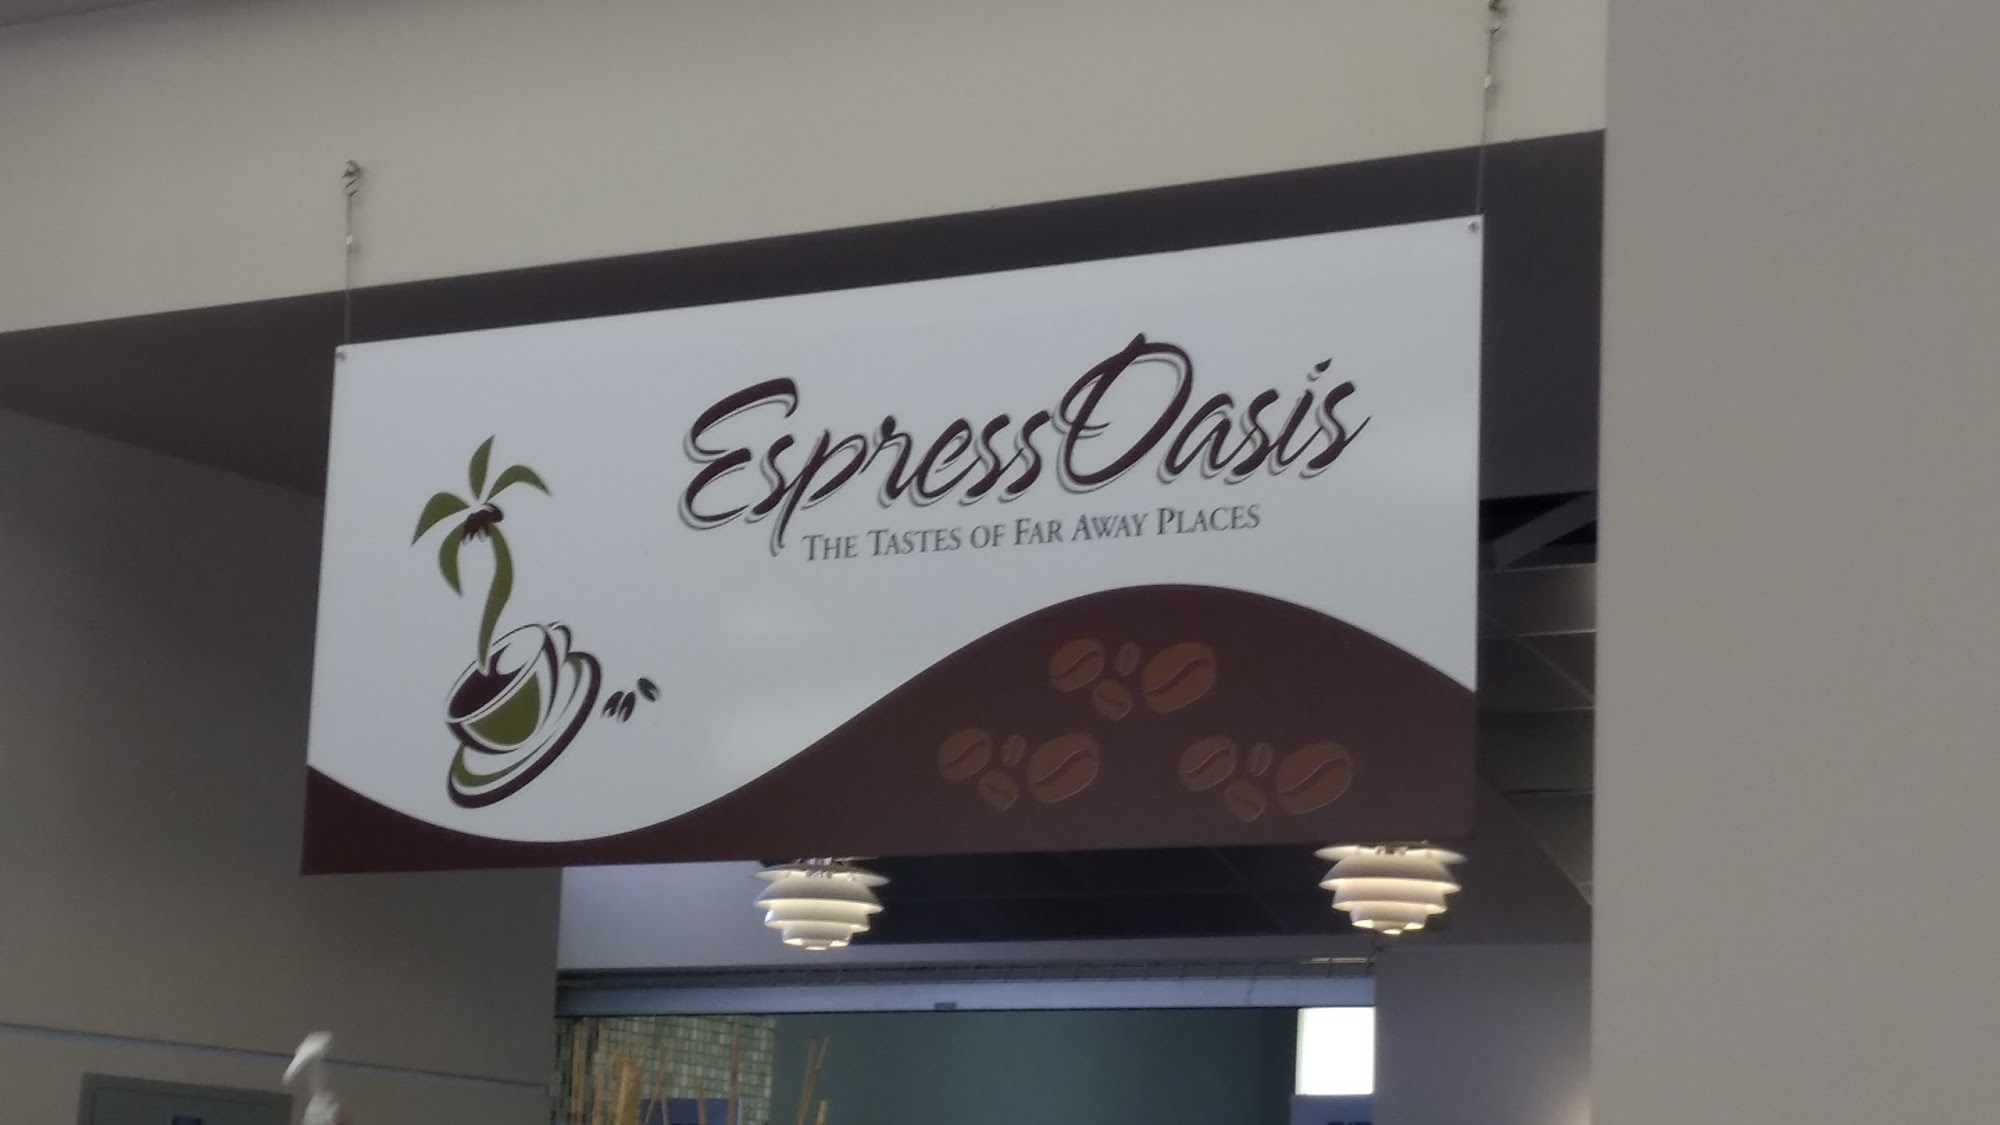 EspressOasis
THE TASTES OF FAR AWAY PLACES